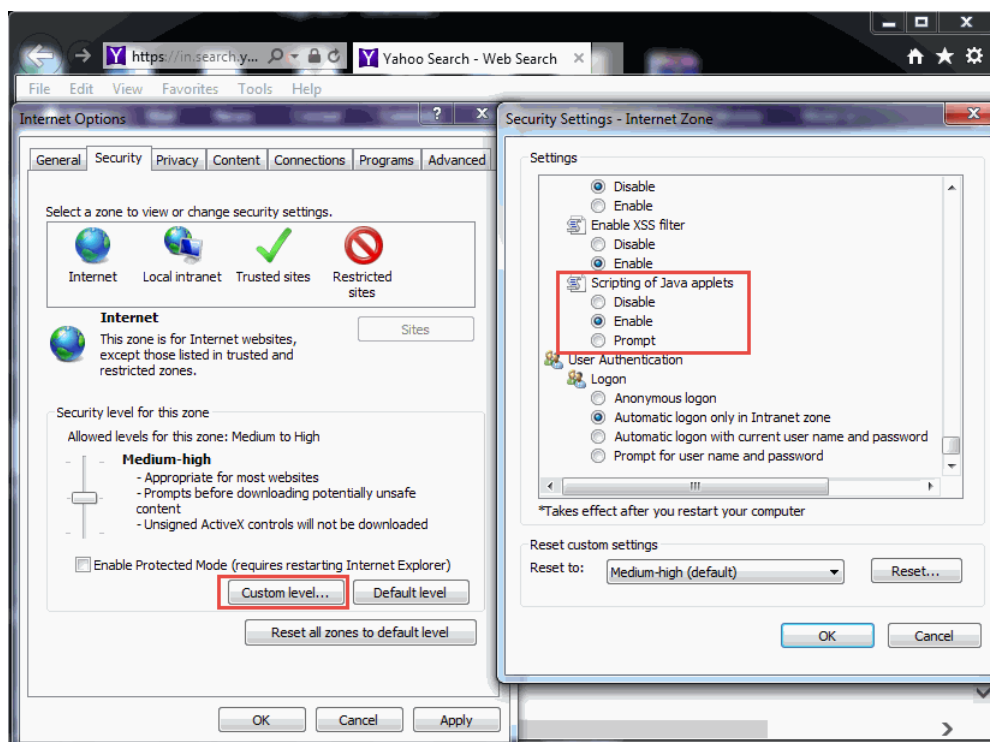 https://in.search.y...
Yahoo Search - Web Search
File Edit View Favorites Tools Help
Internet Options
General Security Privacy Content Connections Programs Advanced
Select a zone to view or change security settings.
Internet Local intranet Trusted sites Restricted
sites
Internet
Sites
This zone is for Internet websites,
except those listed in trusted and
restricted zones.
Security level for this zone
Allowed levels for this zone: Medium to High
Medium-high
- Appropriate for most websites
- Prompts before downloading potentially unsafe
content
- Unsigned ActiveX controls will not be downloaded
Enable Protected Mode (requires restarting Internet Explorer)
Custom level... Default level
Reset all zones to default level
OK Cancel Apply
Security Settings - Internet Zone
Settings
Disable
Enable
Enable XSS filter
Disable
Enable
Scripting of Java applets
Disable
Enable
Prompt
User Authentication
Logon
Anonymous logon
Automatic logon only in Intranet zone
Automatic logon with current user name and password
Prompt for user name and password
*Takes effect after you restart your computer
Reset custom settings
Reset to: Medium-high (default) Reset...
OK Cancel